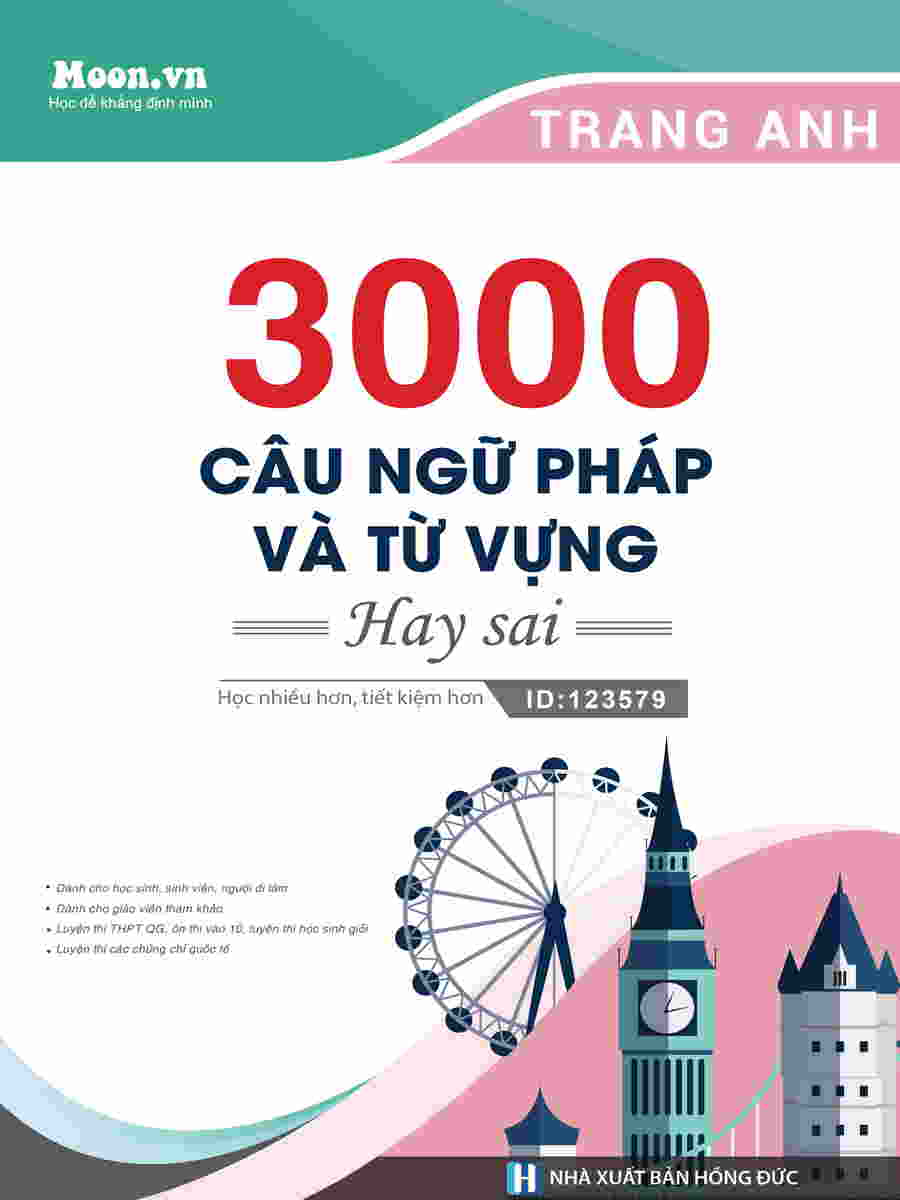 Moon.vn
Học để khẳng định mình
TRANG ANH
3000
CÂU NGỮ PHÁP
VÀ TỪ VỰNG
Hay sai
Học nhiều hơn, tiết kiệm hơn
ID:123579
• Dành cho học sinh, sinh viên, người đi làm
• Dành cho giáo viên tham khảo
• Luyện thi THPT QG, ôn thi vào 10, luyện thi học sinh giỏi
• Luyện thi các chứng chỉ quốc tế
H NHÀ XUẤT BẢN HỒNG ĐỨC